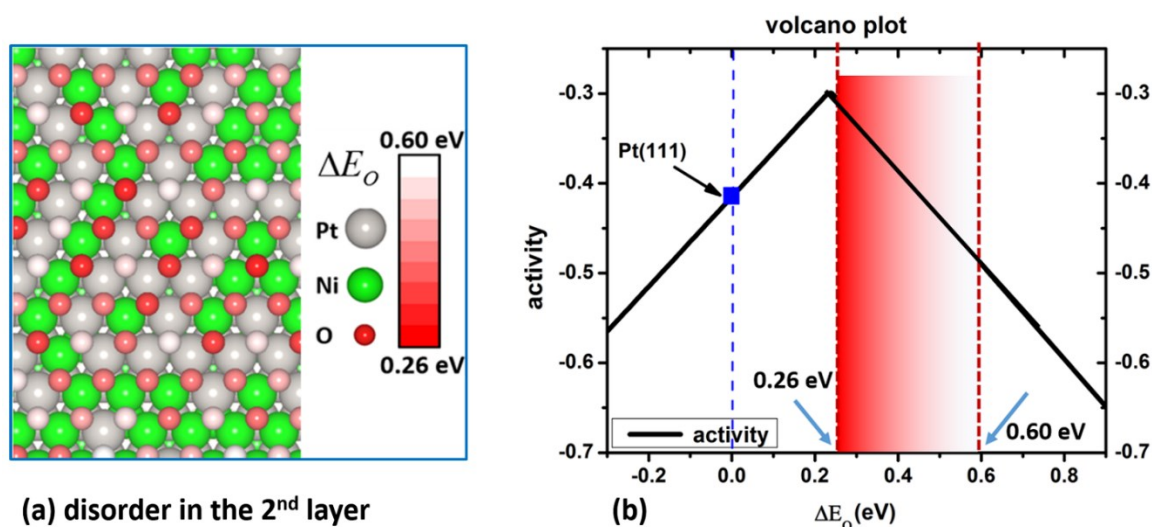 0.60 eV
ΔE_O
Pt
Ni
O
0.26 eV
(a) disorder in the 2nd layer
volcano plot
-0.3
-0.4
-0.5
-0.6
-0.7
activity
Pt(111)
0.26 eV
0.60 eV
activity
-0.3
-0.4
-0.5
-0.6
-0.7
-0.2
0.0
0.2
0.4
0.6
0.8
ΔE_O(eV)
(b)